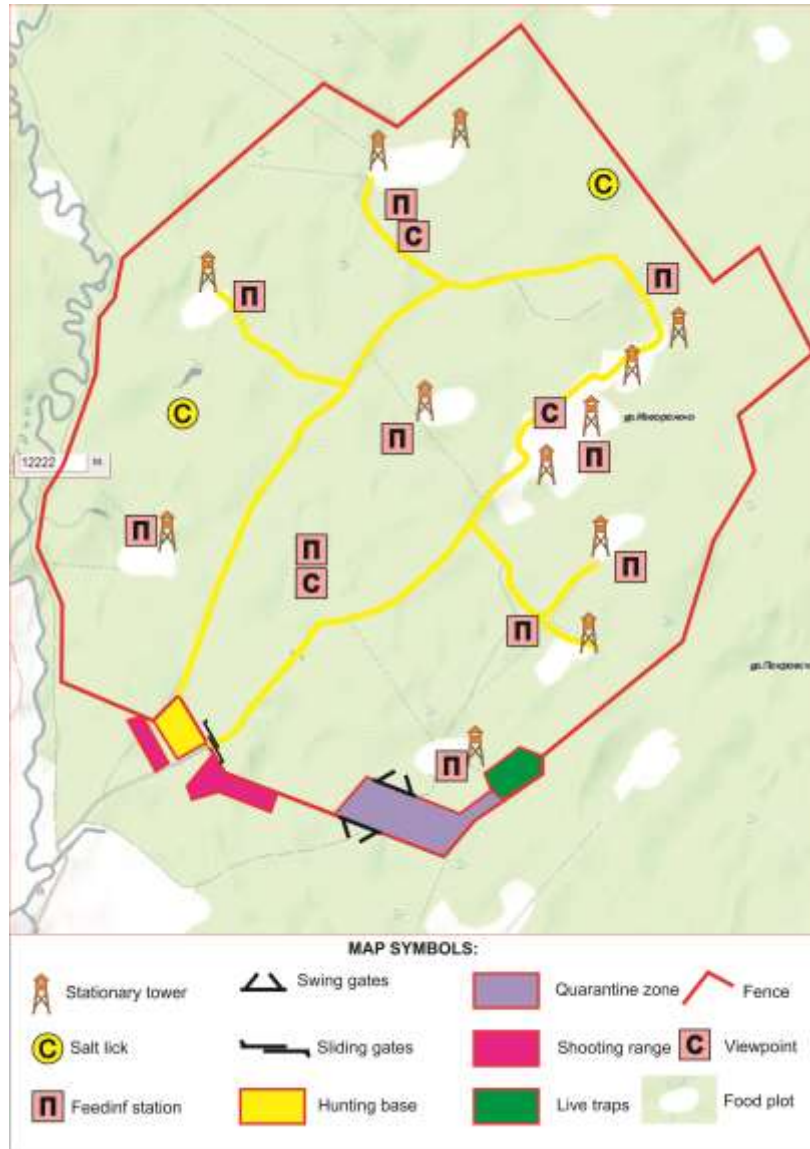 П
C
C
П
C
П
П
C
C
П
12222 м
П
П
П
C
П
П
П
MAP SYMBOLS:
Stationary tower
Swing gates
Quarantine zone
Fence
C Salt lick
Sliding gates
Shooting range
C Viewpoint
П Feedinf station
Hunting base
Live traps
Food plot